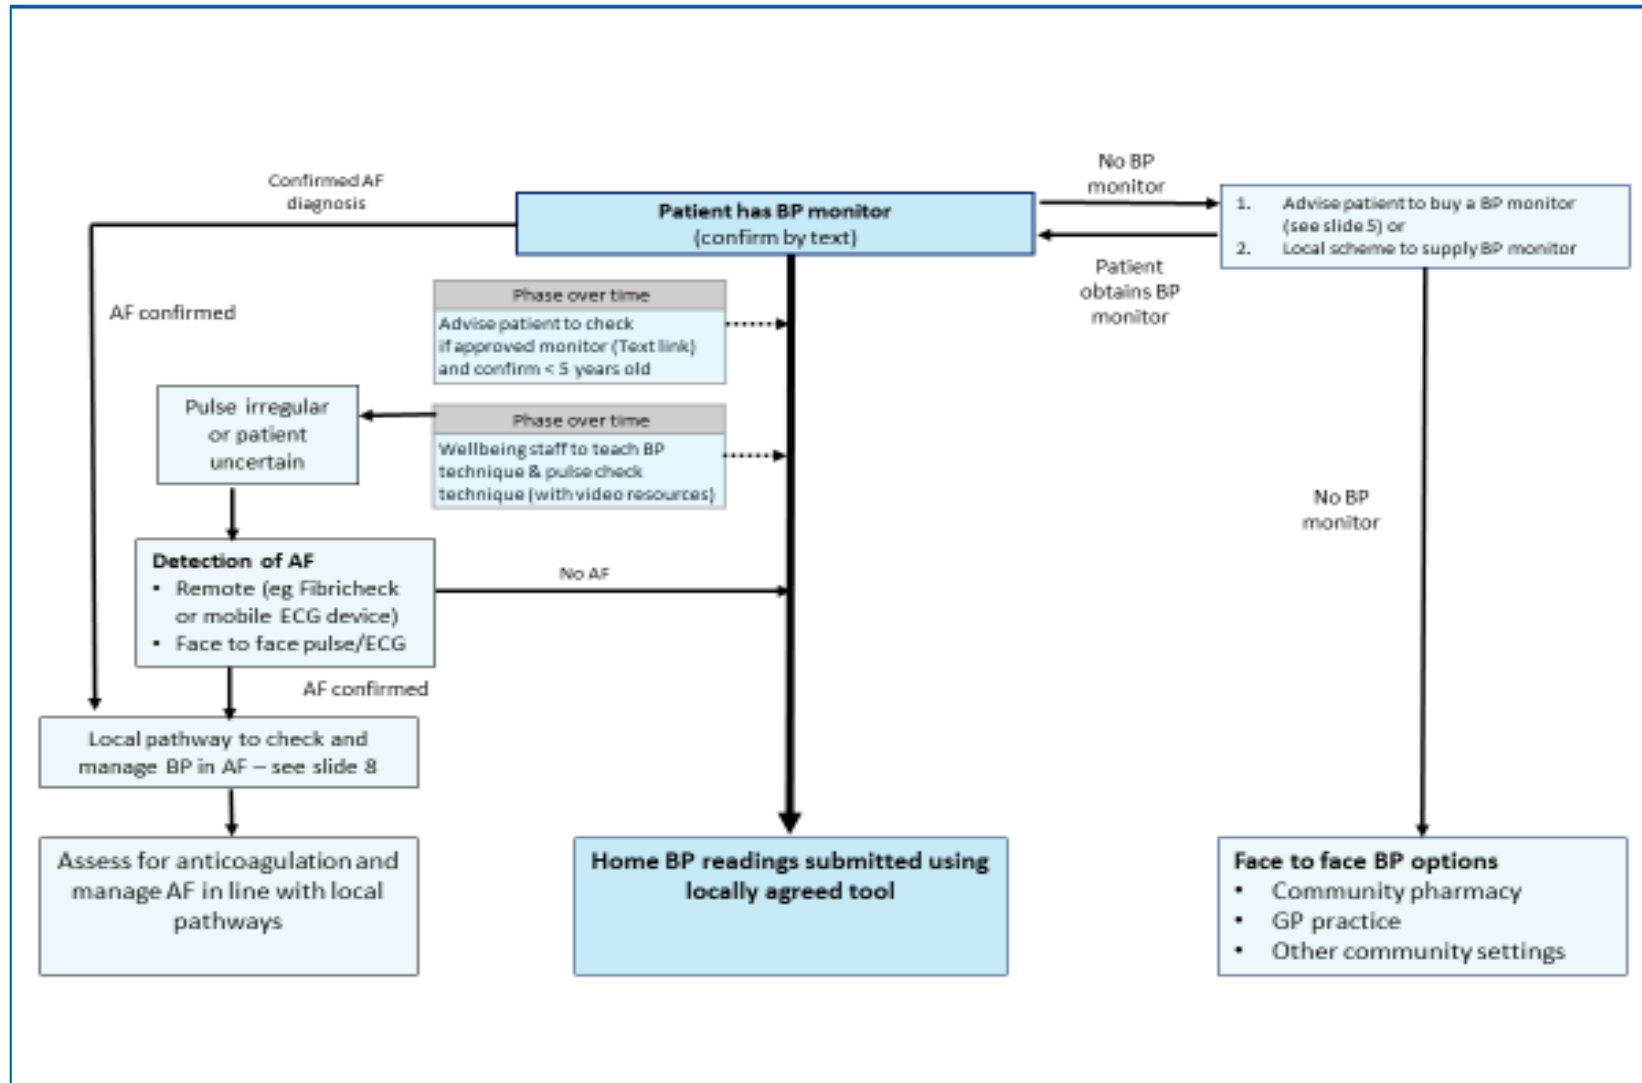 Confirmed AF
diagnosis
No BP
monitor
Patient has BP monitor
(confirm by text)
1. Advise patient to buy a BP monitor
(see slide 5) or
2. Local scheme to supply BP monitor
Patient
obtains BP
monitor
AF confirmed
Phase over time
Advise patient to check
if approved monitor (Text link)
and confirm < 5 years old
Pulse irregular
or patient
uncertain
Phase over time
Wellbeing staff to teach BP
technique & pulse check
technique (with video resources)
No BP
monitor
Detection of AF
• Remote (eg Fibricheck
or mobile ECG device)
• Face to face pulse/ECG
No AF
AF confirmed
Local pathway to check and
manage BP in AF – see slide 8
Assess for anticoagulation and
manage AF in line with local
pathways
Home BP readings submitted using
locally agreed tool
Face to face BP options
• Community pharmacy
• GP practice
• Other community settings